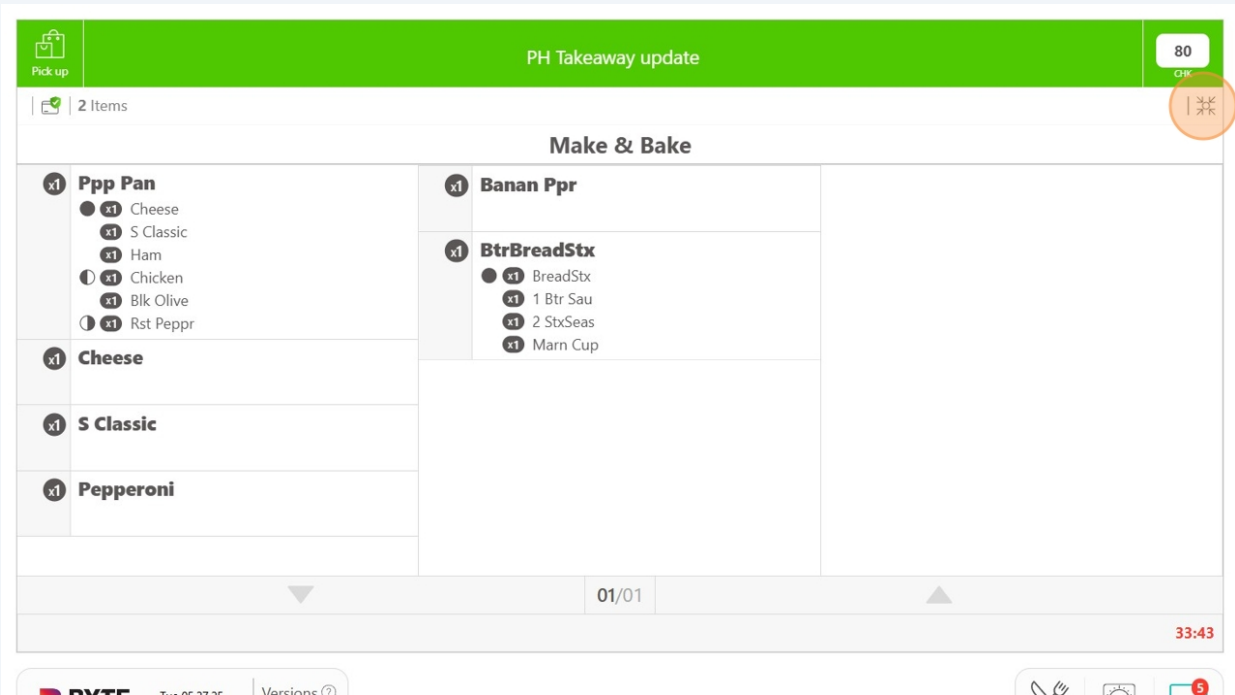 Pick up
PH Takeaway update
80
CHK
2 Items
Make & Bake
x1 Ppp Pan
x1 Cheese
x1 S Classic
x1 Ham
x1 Chicken
x1 Blk Olive
x1 Rst Peppr
x1 Cheese
x1 S Classic
x1 Pepperoni
x1 Banan Ppr
x1 BtrBreadStx
x1 BreadStx
x1 1 Btr Sau
x1 2 StxSeas
x1 Marn Cup
01/01
33:43
BYTE
Versions ?
5